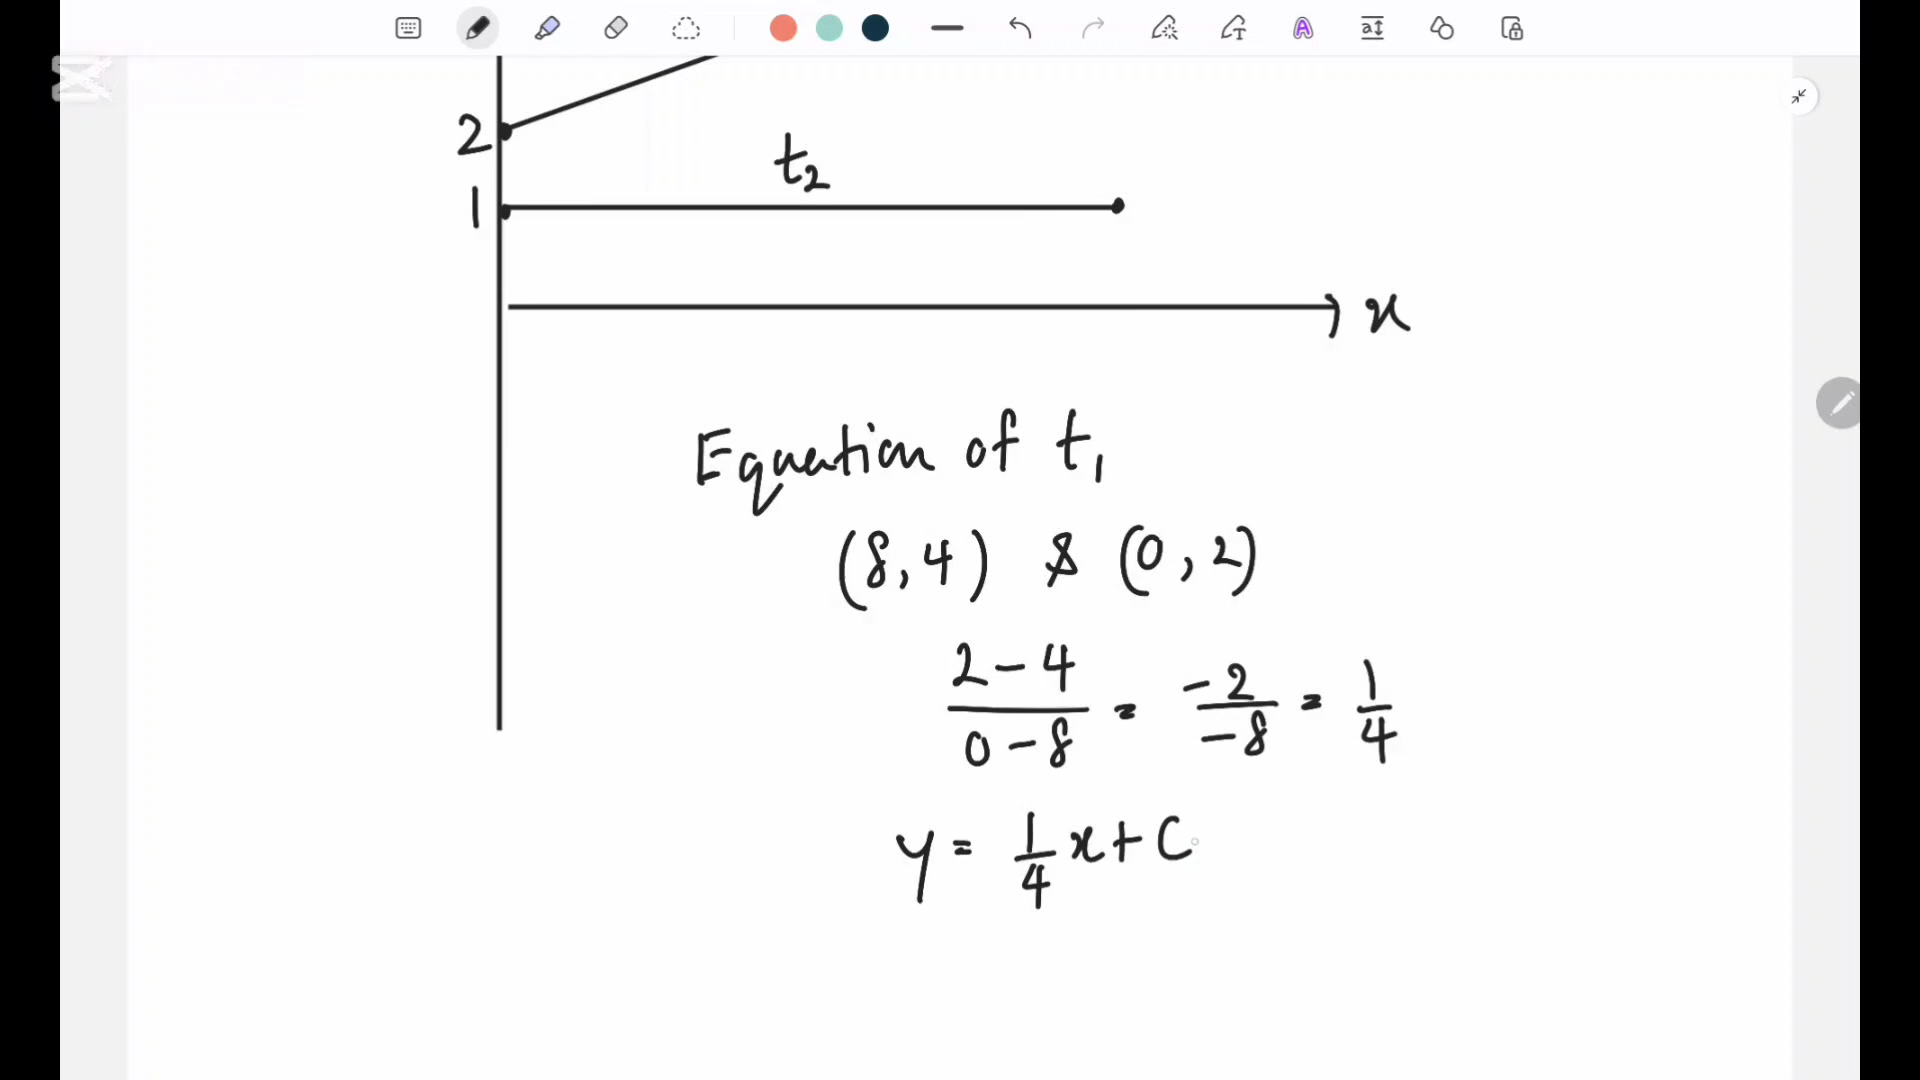 2
t₂
1
x
Equation of t₁
(8, 4) & (0, 2)
2 - 4 / 0 - 8 = -2 / -8 = 1/4
y = 1/4 x + C